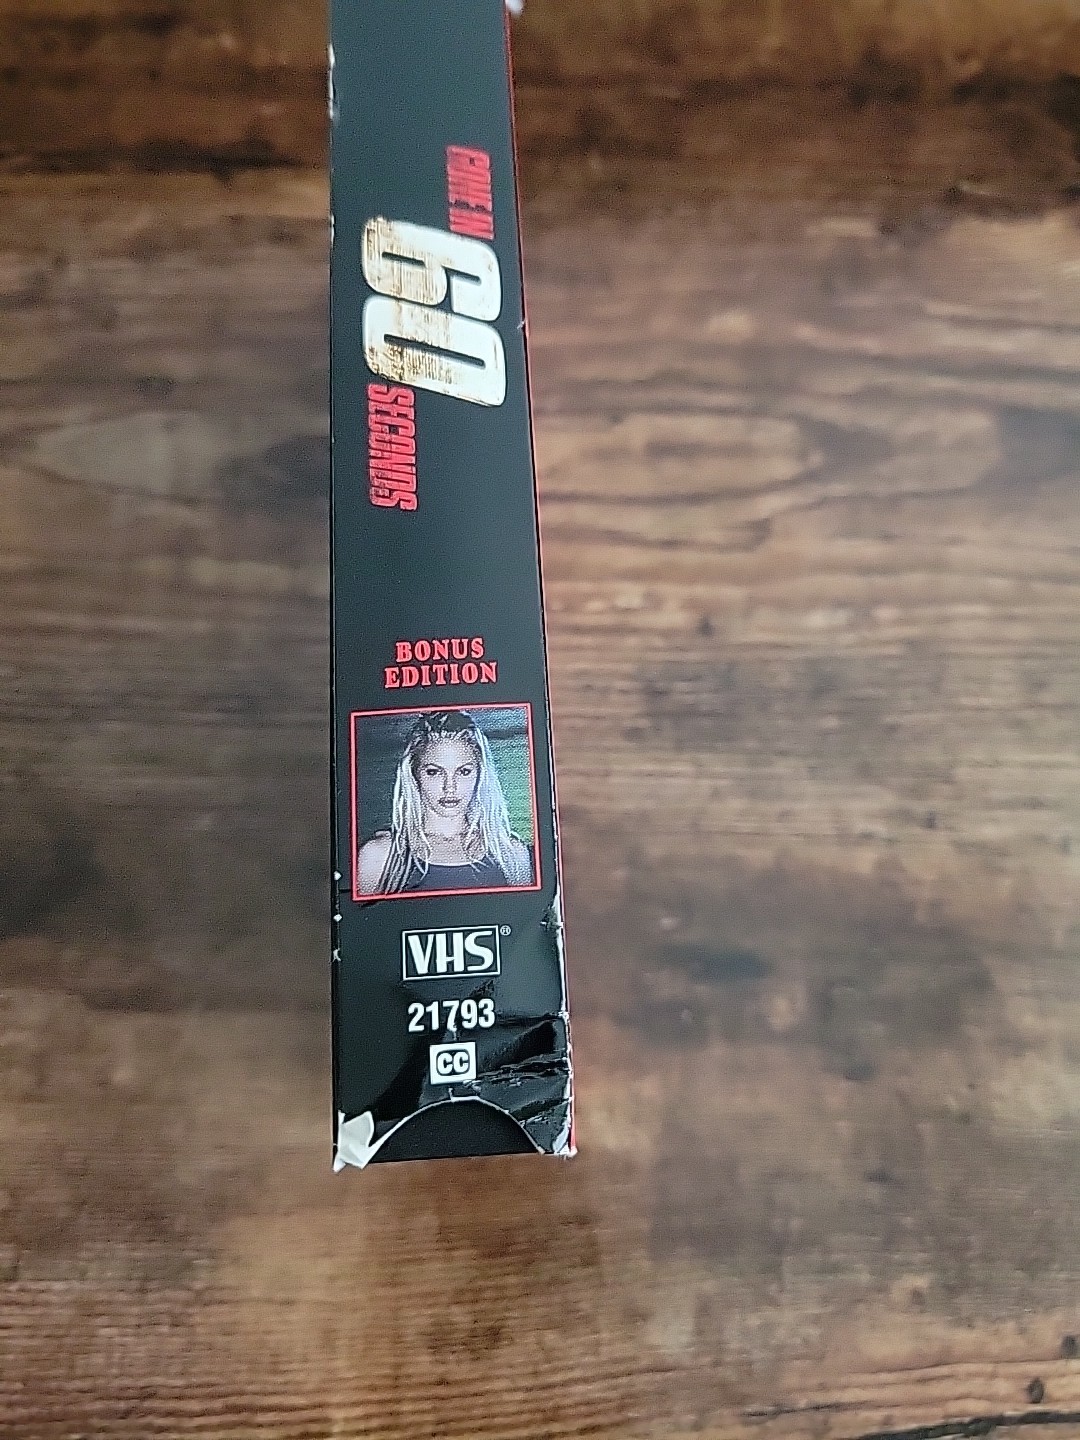 GONE IN
60
SECONDS
BONUS
EDITION
VHS®
21793
CC